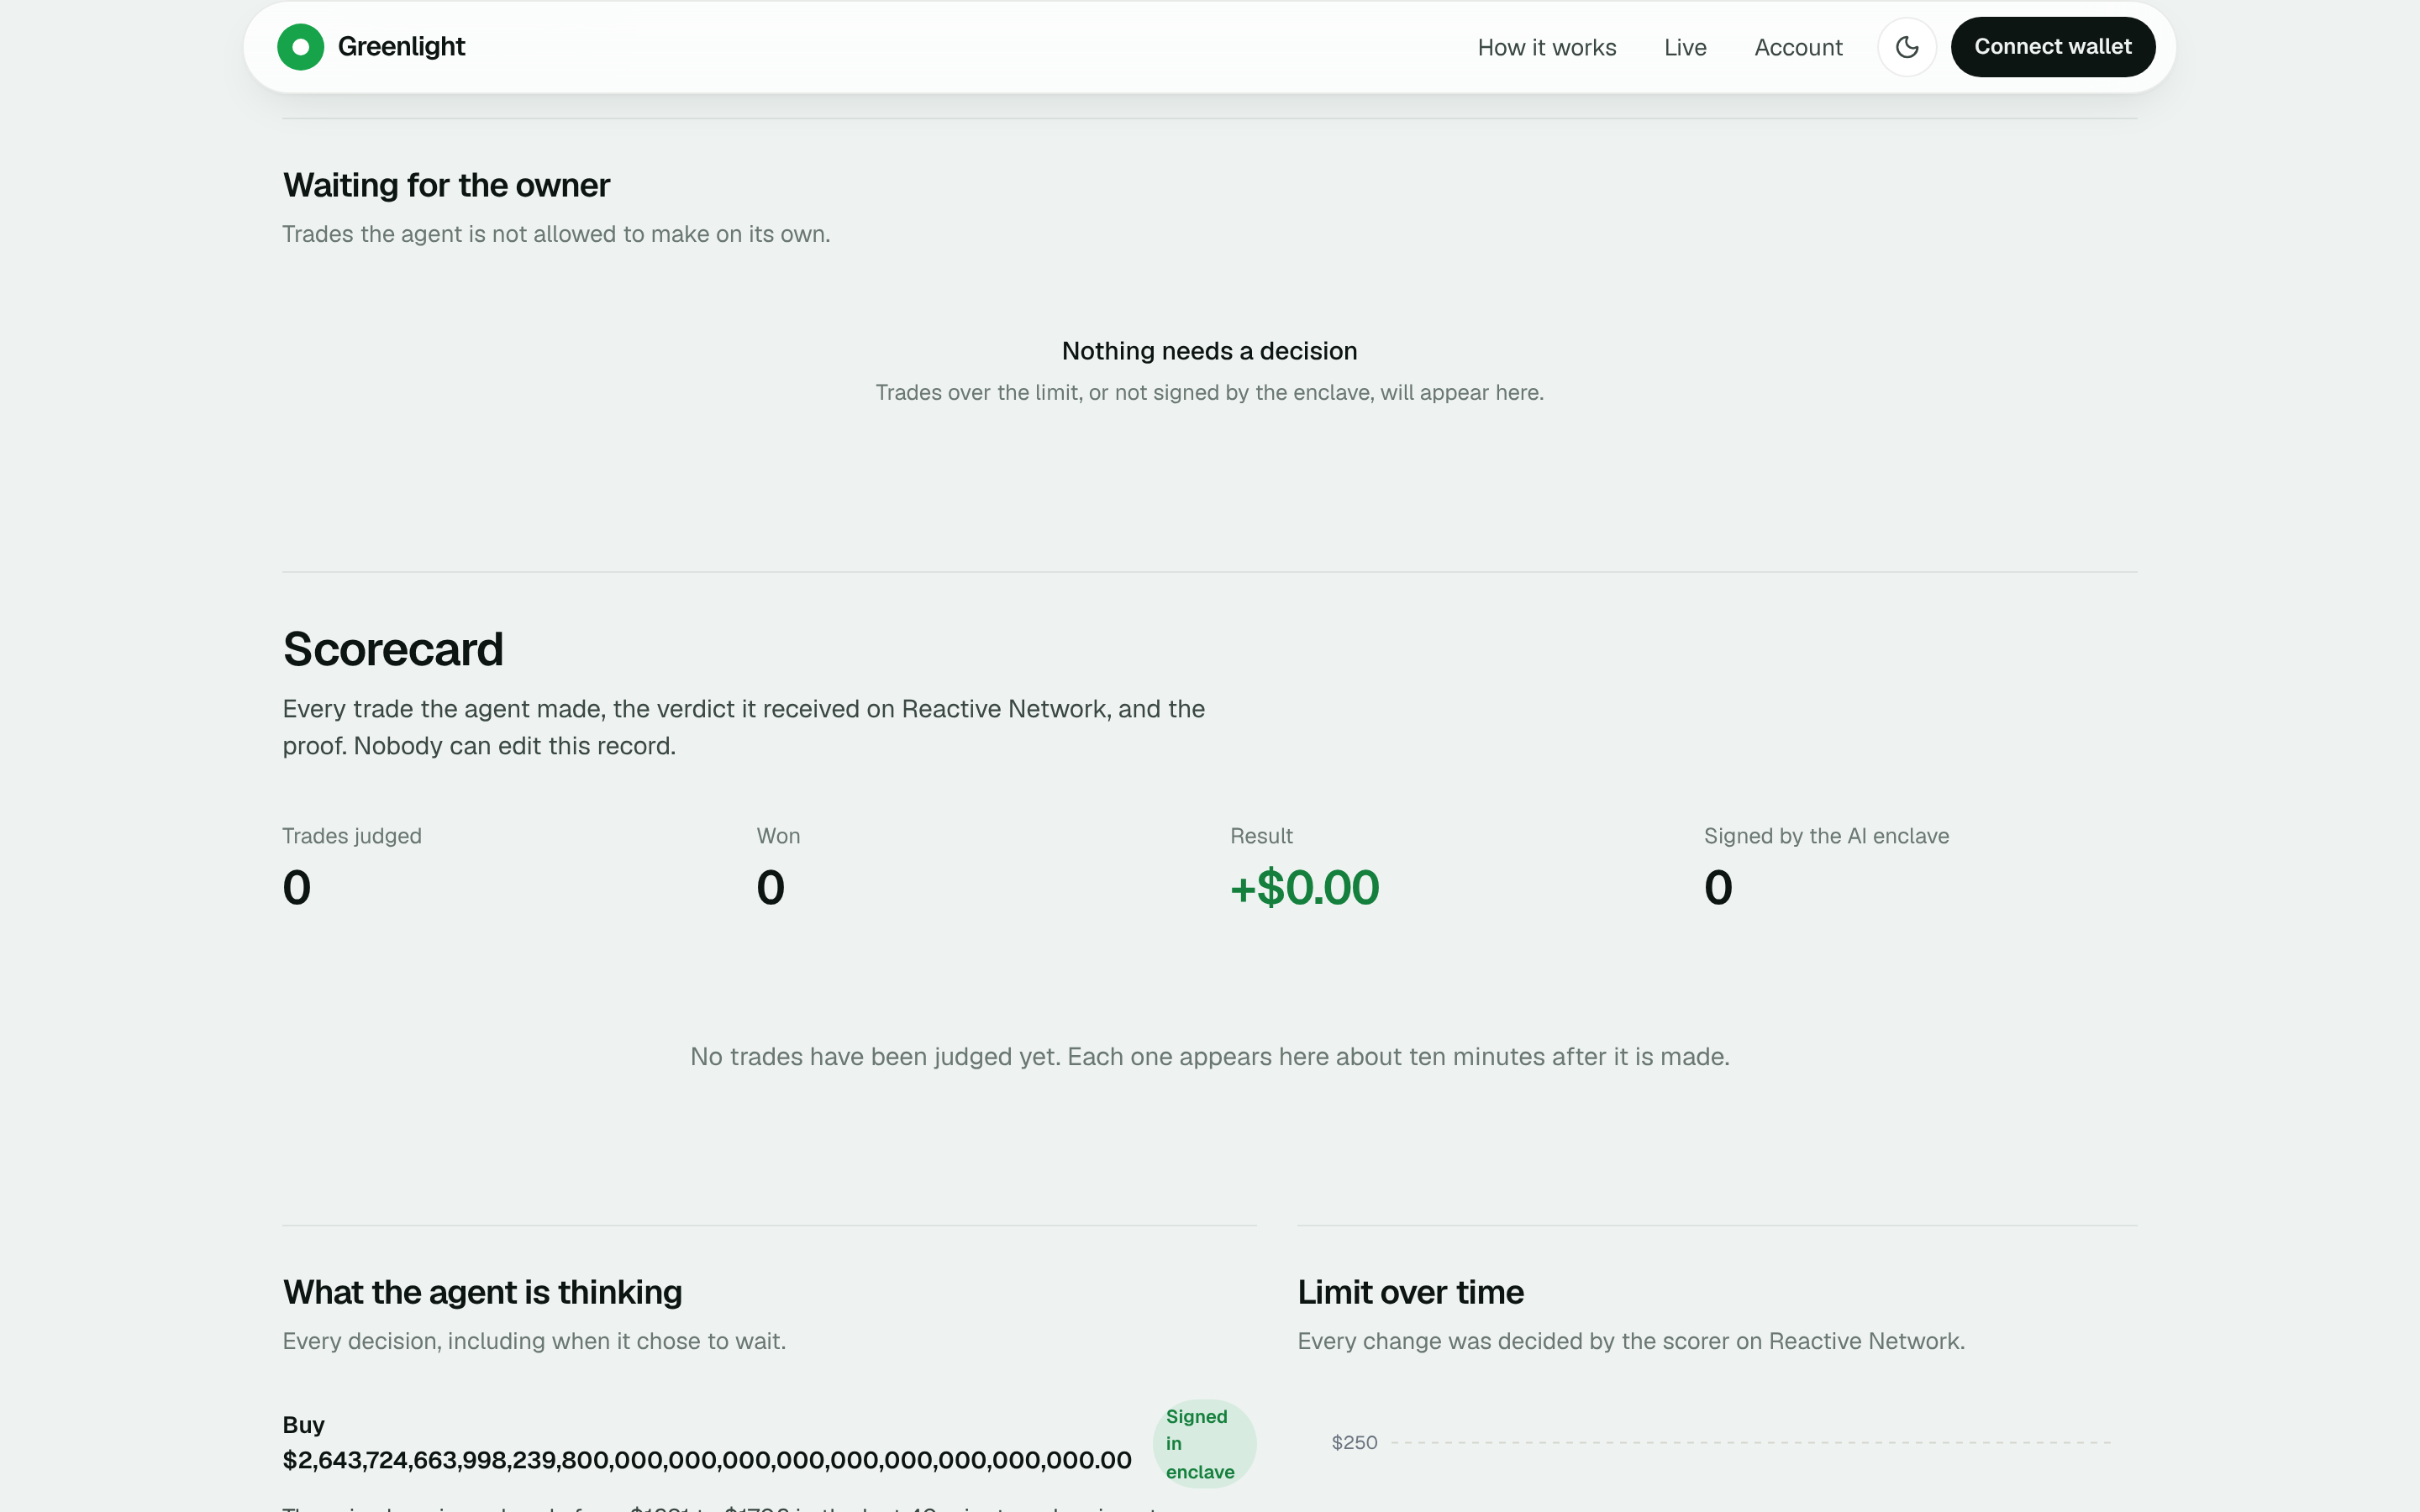 Greenlight
How it works
Live
Account
Connect wallet
Waiting for the owner
Trades the agent is not allowed to make on its own.
Nothing needs a decision
Trades over the limit, or not signed by the enclave, will appear here.
Scorecard
Every trade the agent made, the verdict it received on Reactive Network, and the
proof. Nobody can edit this record.
Trades judged
0
Won
0
Result
+$0.00
Signed by the AI enclave
0
No trades have been judged yet. Each one appears here about ten minutes after it is made.
What the agent is thinking
Every decision, including when it chose to wait.
Buy
$2,643,724,663,998,239,800,000,000,000,000,000,000,000,000,000.00
Signed
in
enclave
Limit over time
Every change was decided by the scorer on Reactive Network.
$250